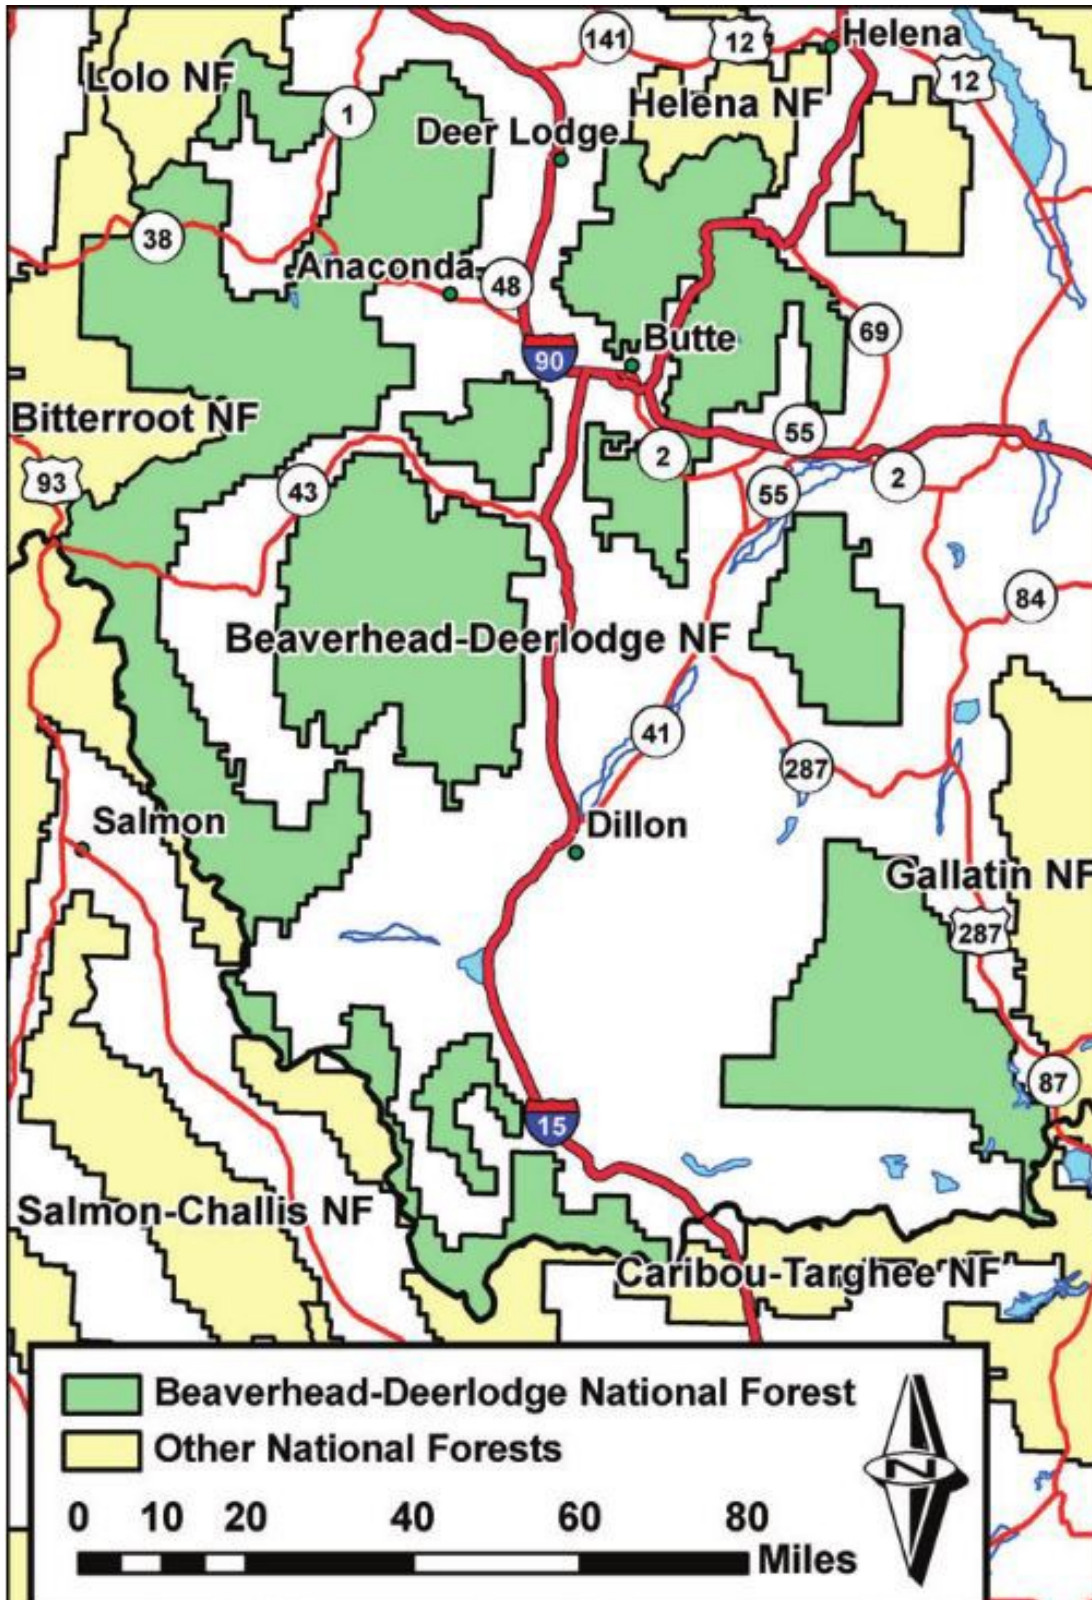 141
12
Helena
Lolo NF
12
1
Helena NF
Deer Lodge
38
Anaconda
48
69
Butte
90
Bitterroot NF
55
2
93
43
55
2
84
Beaverhead-Deerlodge NF
41
287
Salmon
Dillon
Gallatin NF
287
87
15
Salmon-Challis NF
Caribou-Targhee NF
Beaverhead-Deerlodge National Forest
Other National Forests
N
0 10 20 40 60 80
Miles